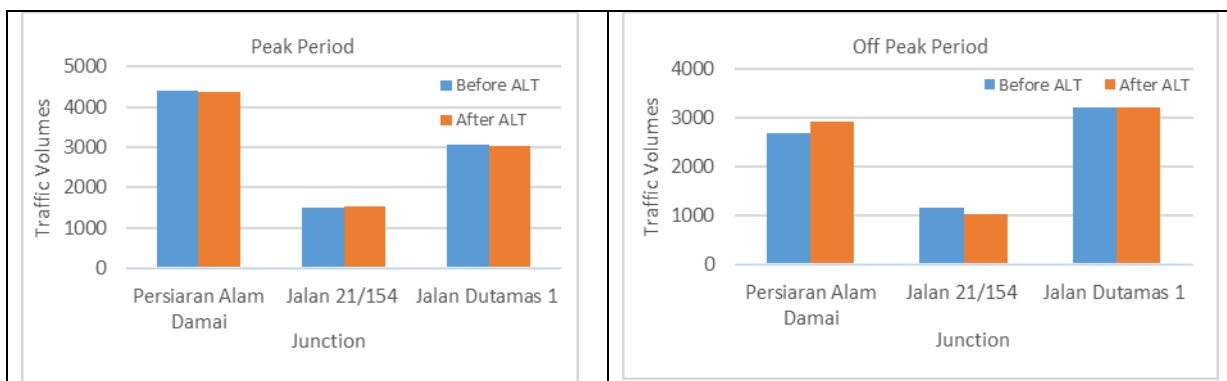 Peak Period
5000
4000
3000
2000
1000
0
Traffic Volumes
Before ALT
After ALT
Persiaran Alam Damai
Jalan 21/154
Jalan Dutamas 1
Junction
Off Peak Period
4000
3000
2000
1000
0
Traffic Volumes
Before ALT
After ALT
Persiaran Alam Damai
Jalan 21/154
Jalan Dutamas 1
Junction